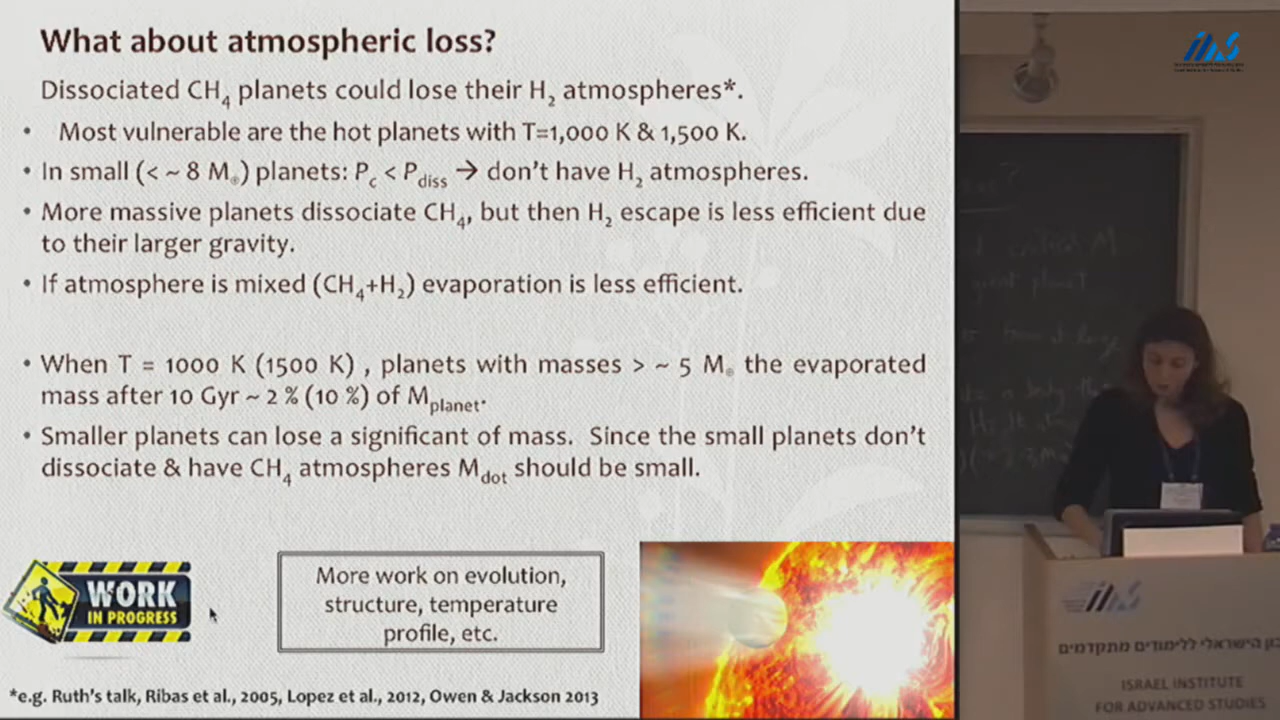 What about atmospheric loss?
Dissociated CH₄ planets could lose their H₂ atmospheres*.
• Most vulnerable are the hot planets with T=1,000 K & 1,500 K.
• In small (< ~ 8 M⊕) planets: Pc < Pdiss → don't have H₂ atmospheres.
• More massive planets dissociate CH₄, but then H₂ escape is less efficient due
to their larger gravity.
• If atmosphere is mixed (CH₄+H₂) evaporation is less efficient.
• When T = 1000 K (1500 K) , planets with masses > ~ 5 M⊕ the evaporated
mass after 10 Gyr ~ 2 % (10 %) of Mplanet.
• Smaller planets can lose a significant of mass. Since the small planets don't
dissociate & have CH₄ atmospheres Mdot should be small.
WORK
IN PROGRESS
More work on evolution,
structure, temperature
profile, etc.
*e.g. Ruth's talk, Ribas et al., 2005, Lopez et al., 2012, Owen & Jackson 2013
iias
iias
הישראלי ללימודים מתקדמים
ISRAEL INSTITUTE
FOR ADVANCED STUDIES